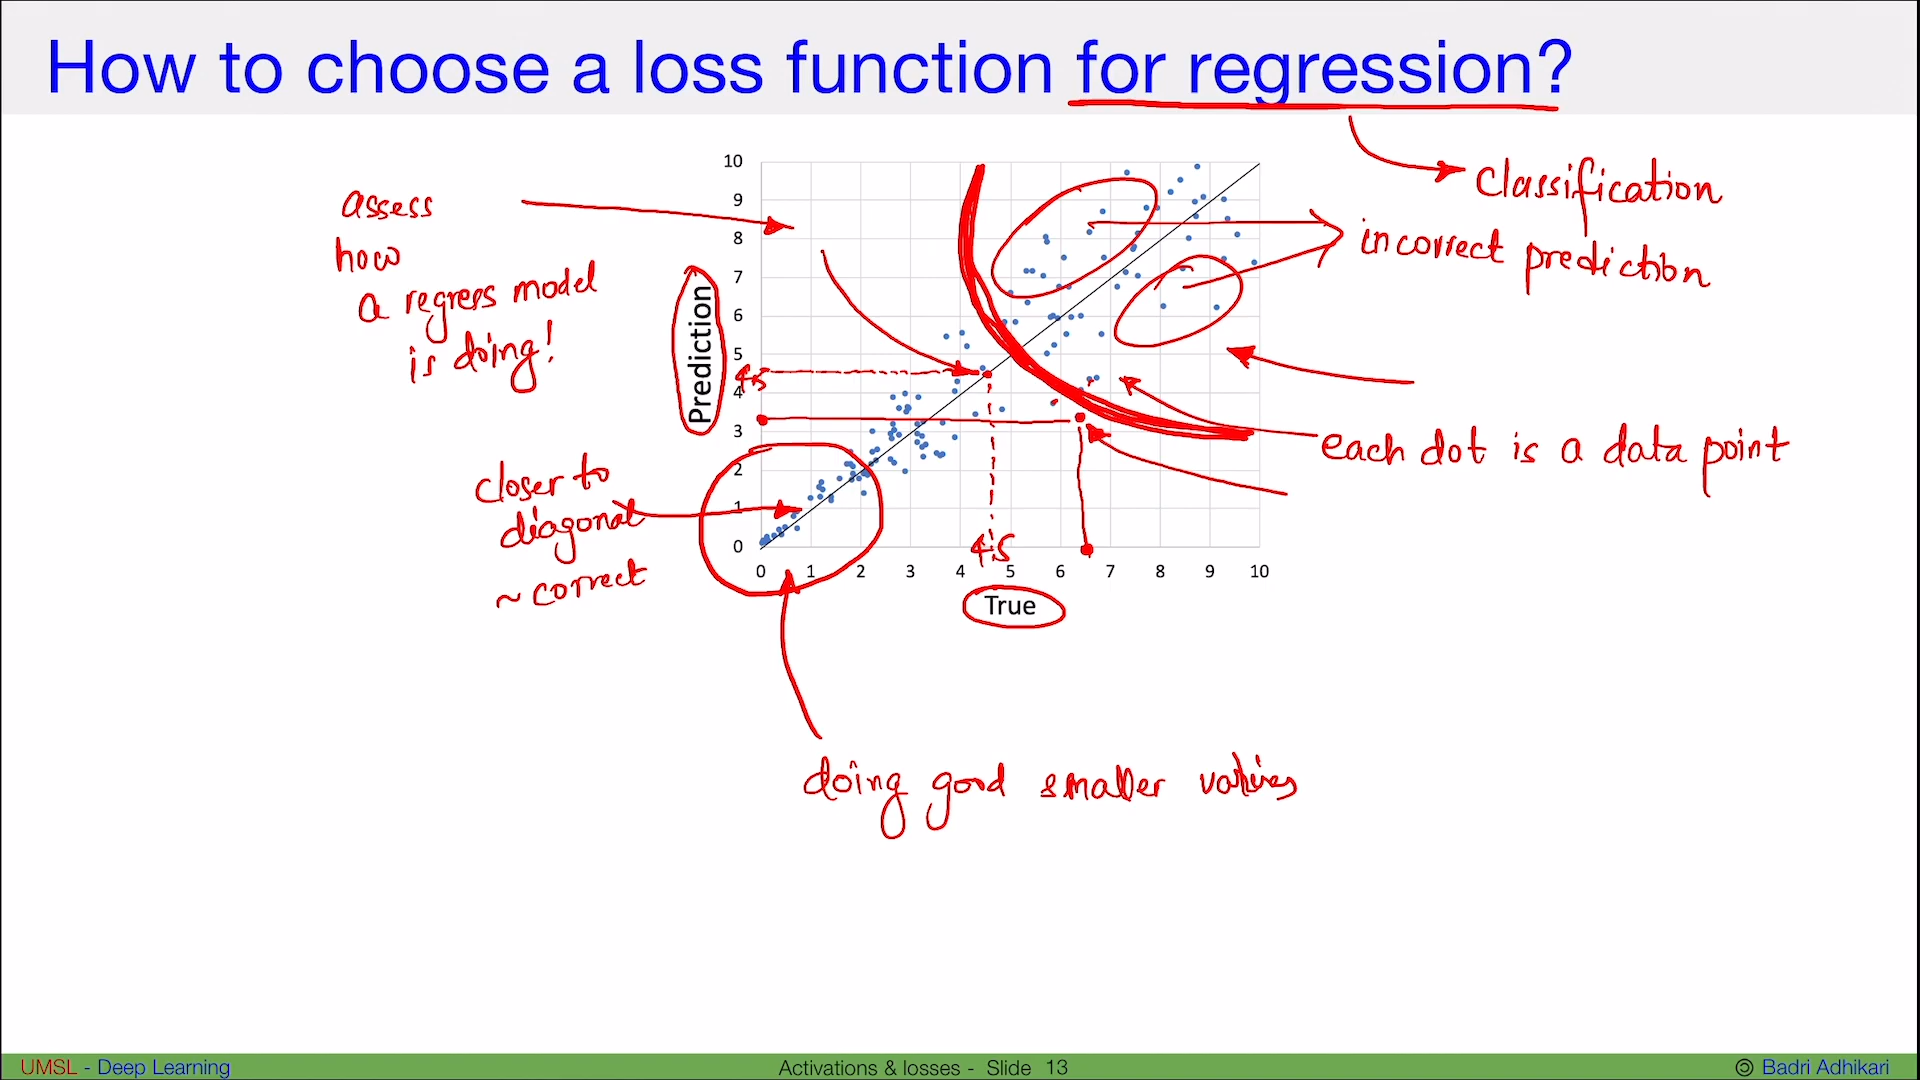 How to choose a loss function for regression?
Classification
incorrect prediction
assess
how
a regress model
is doing!
10
9
8
7
6
5
4.5
4
3
2
1
0
Prediction
each dot is a data point
closer to
diagonal
~ correct
4.5
0 1 2 3 4 5 6 7 8 9 10
True
doing good smaller values
UMSL - Deep Learning
Activations & losses - Slide 13
© Badri Adhikari